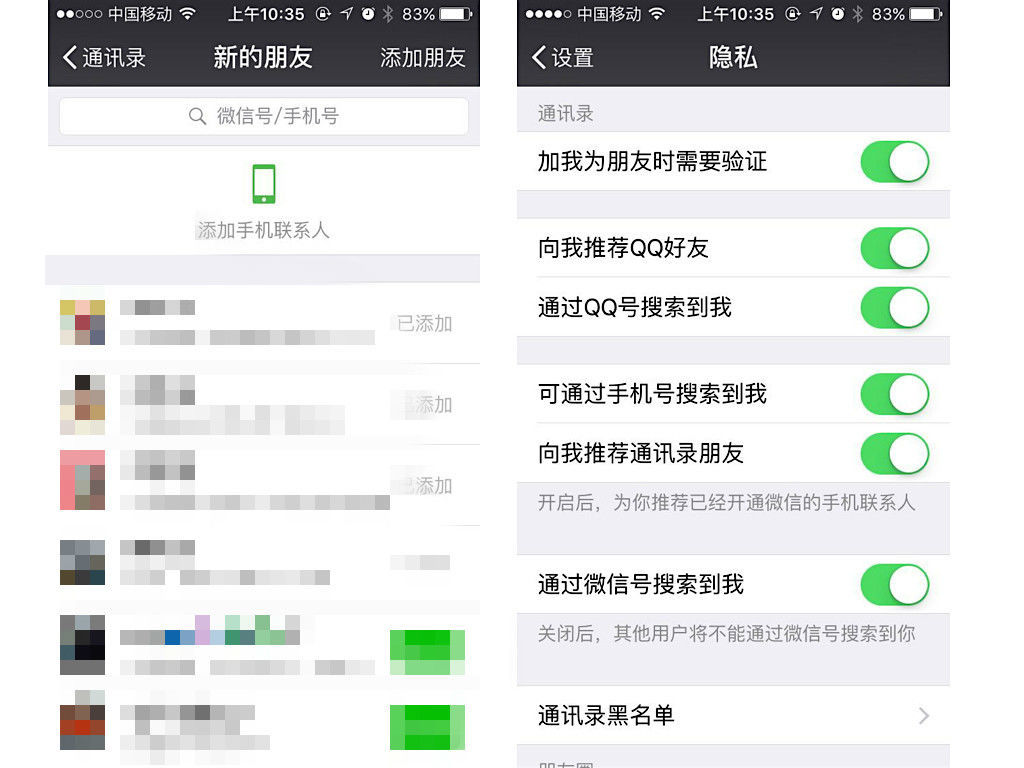 中国移动 上午10:35 83%
通讯录 新的朋友 添加朋友
微信号/手机号
添加手机联系人
已添加
已添加
已添加
中国移动 上午10:35 83%
设置 隐私
通讯录
加我为朋友时需要验证
向我推荐QQ好友
通过QQ号搜索到我
可通过手机号搜索到我
向我推荐通讯录朋友
开启后，为你推荐已经开通微信的手机联系人
通过微信号搜索到我
关闭后，其他用户将不能通过微信号搜索到你
通讯录黑名单
朋友圈